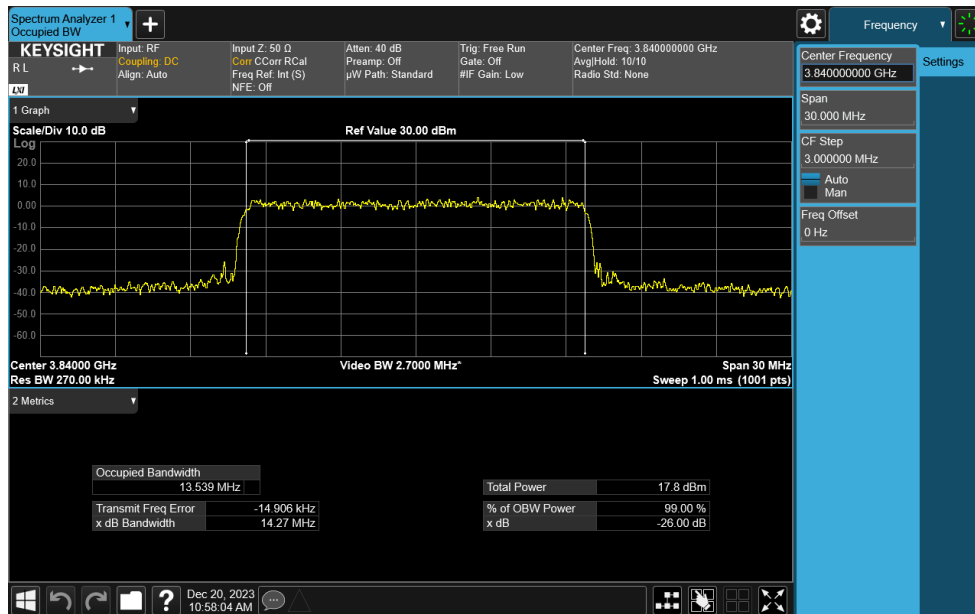 Spectrum Analyzer 1
Occupied BW
Frequency
KEYSIGHT
R L
LXI
Input: RF
Coupling: DC
Align: Auto
Input Z: 50 Ω
Corr CCorr RCal
Freq Ref: Int (S)
NFE: Off
Atten: 40 dB
Preamp: Off
µW Path: Standard
Trig: Free Run
Gate: Off
#IF Gain: Low
Center Freq: 3.840000000 GHz
Avg|Hold: 10/10
Radio Std: None
Center Frequency
3.840000000 GHz
Settings
Span
30.000 MHz
CF Step
3.000000 MHz
Auto
Man
Freq Offset
0 Hz
1 Graph
Scale/Div 10.0 dB
Ref Value 30.00 dBm
Log
20.0
10.0
0.00
-10.0
-20.0
-30.0
-40.0
-50.0
-60.0
Center 3.84000 GHz
Video BW 2.7000 MHz*
Span 30 MHz
Res BW 270.00 kHz
Sweep 1.00 ms (1001 pts)
2 Metrics
Occupied Bandwidth
13.539 MHz
Total Power 17.8 dBm
Transmit Freq Error -14.906 kHz
% of OBW Power 99.00 %
x dB Bandwidth 14.27 MHz
x dB -26.00 dB
?
Dec 20, 2023
10:58:04 AM